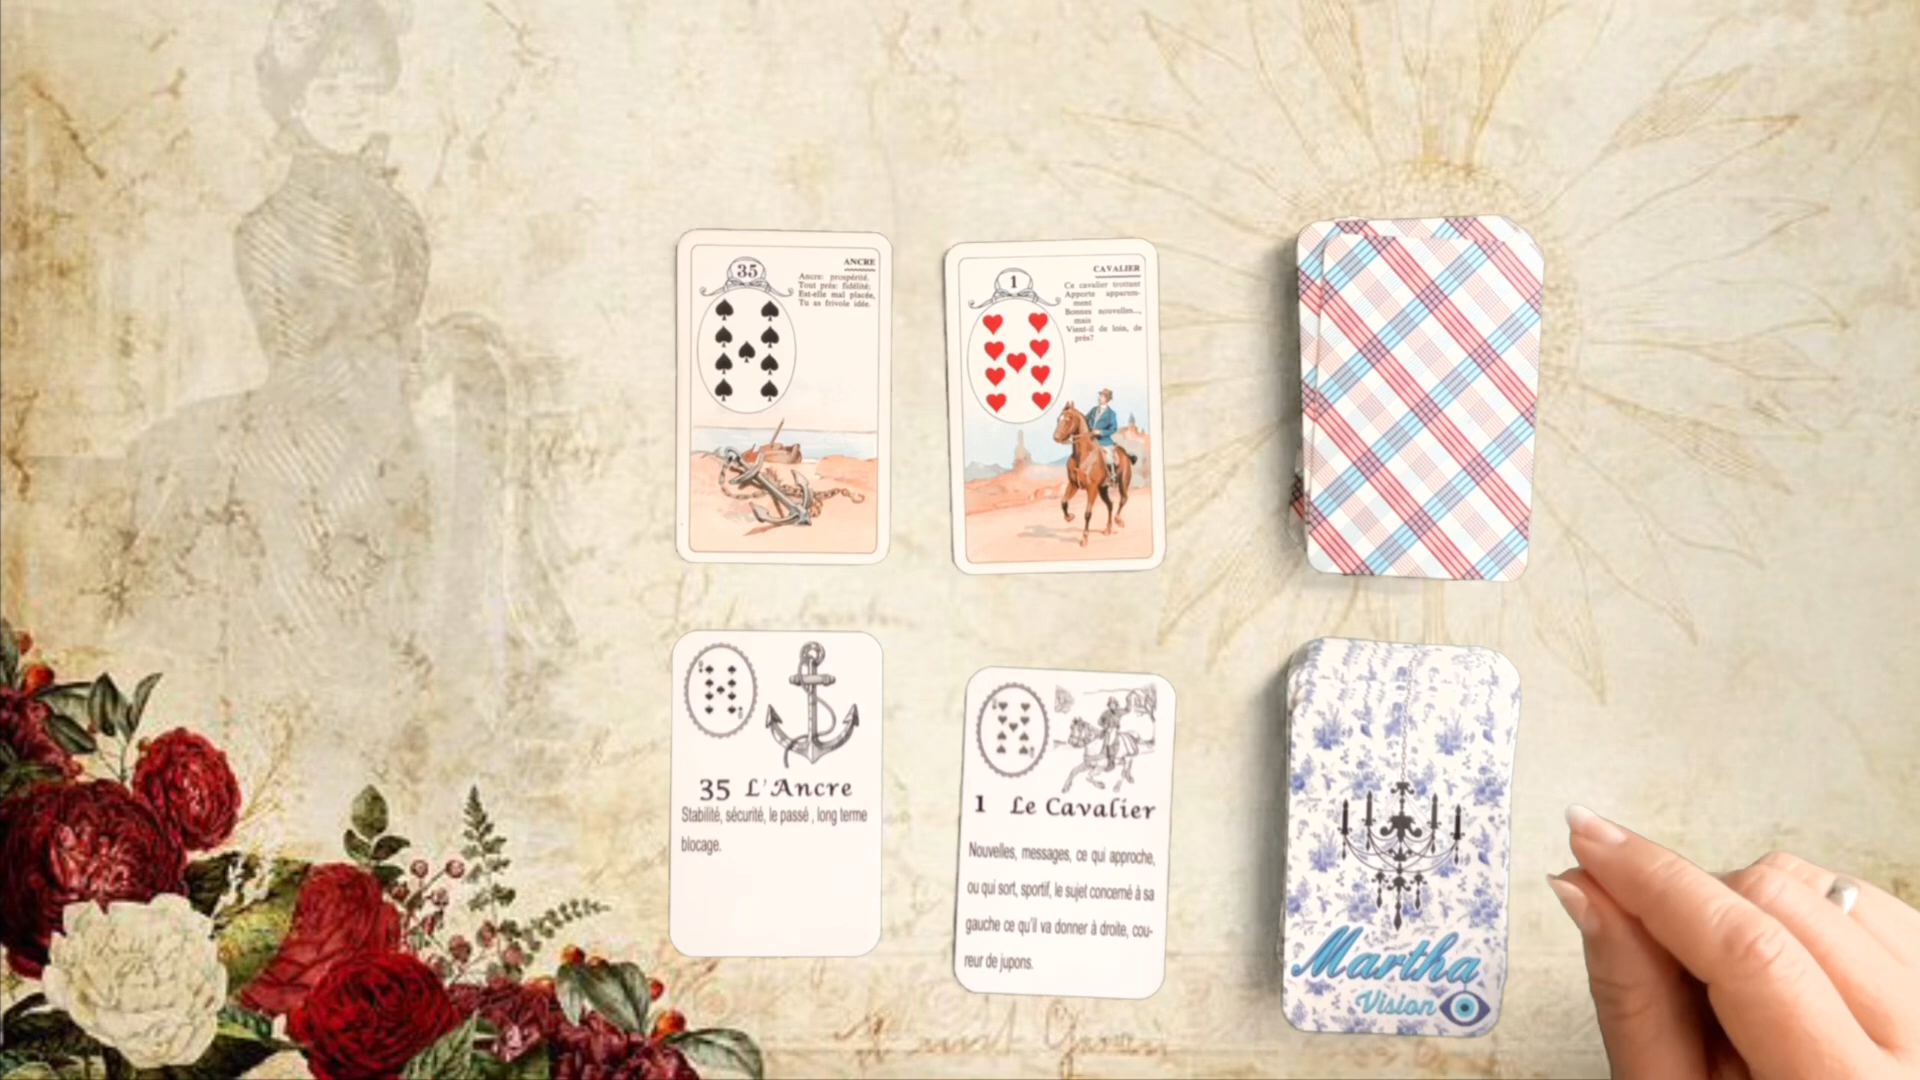 35
ANCRE
Ancre: prospérité.
Tout près: fidélité;
Est-elle mal placée,
Tu as frivole idée.
1
CAVALIER
Ce cavalier trottant
Apporte apparem-
ment
Bonnes nouvelles...,
mais
Vient-il de loin, de
près?
35 L'Ancre
Stabilité, sécurité, le passé , long terme
blocage.
1 Le Cavalier
Nouvelles, messages, ce qui approche,
ou qui sort, sportif, le sujet concerné à sa
gauche ce qu'il va donner à droite, cou-
reur de jupons.
Martha
Vision